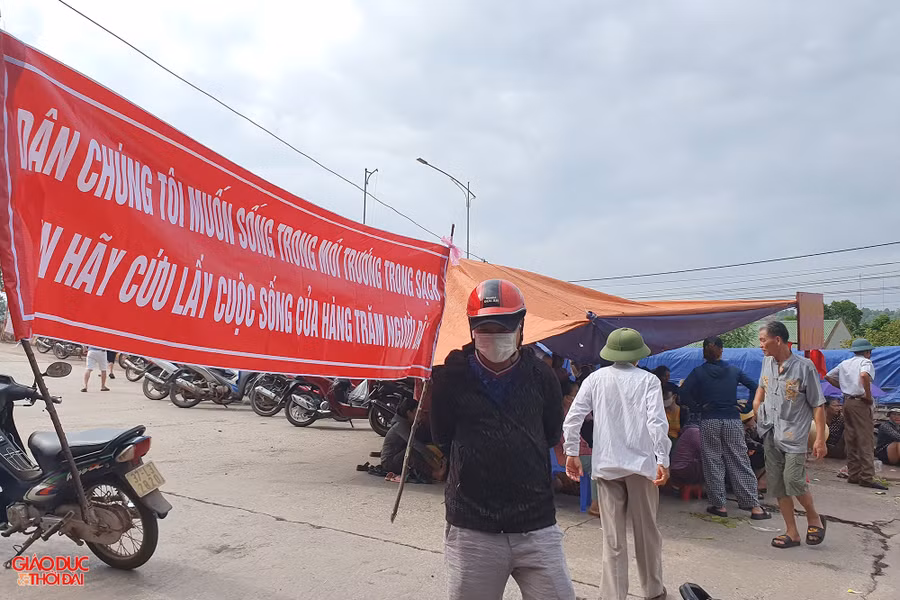 DÂN CHÚNG TÔI MUỐN SỐNG TRONG MÔI TRƯỜNG TRONG SẠCH
HÃY CỨU LẤY CUỘC SỐNG CỦA HÀNG TRĂM NGƯỜI
GIAO DUC
& THOI ĐAI